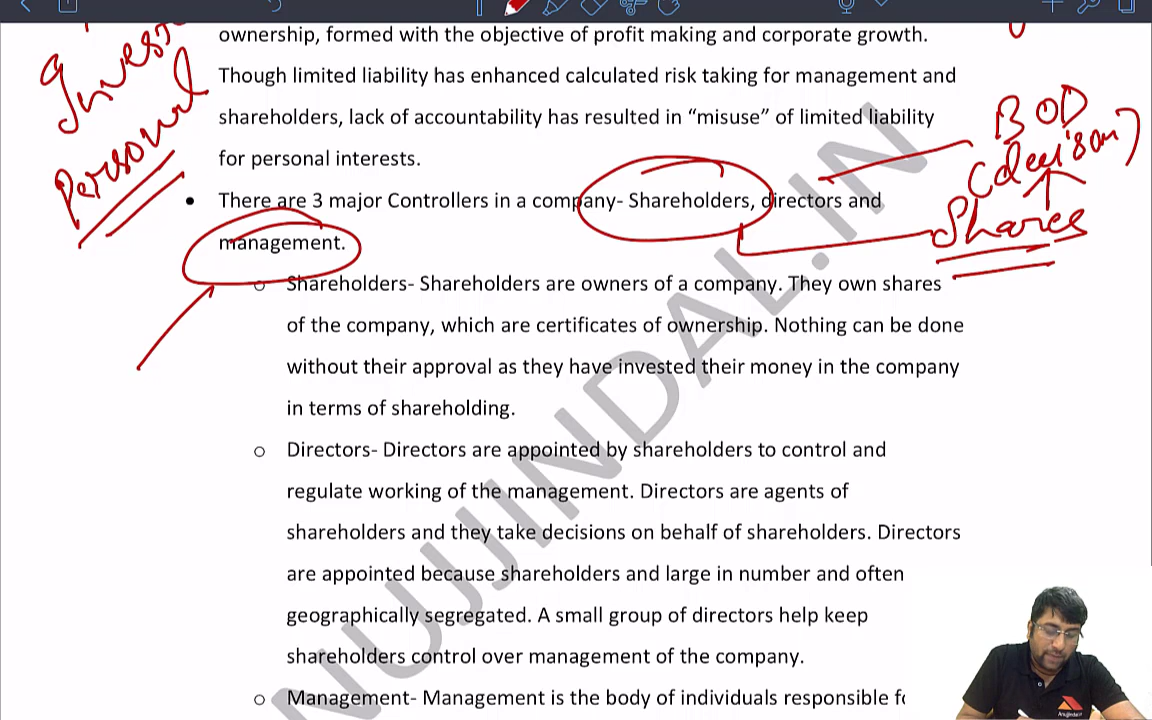 ownership, formed with the objective of profit making and corporate growth.
Though limited liability has enhanced calculated risk taking for management and
shareholders, lack of accountability has resulted in “misuse” of limited liability
for personal interests.
• There are 3 major Controllers in a company- Shareholders, directors and
management.
o Shareholders- Shareholders are owners of a company. They own shares
of the company, which are certificates of ownership. Nothing can be done
without their approval as they have invested their money in the company
in terms of shareholding.
o Directors- Directors are appointed by shareholders to control and
regulate working of the management. Directors are agents of
shareholders and they take decisions on behalf of shareholders. Directors
are appointed because shareholders and large in number and often
geographically segregated. A small group of directors help keep
shareholders control over management of the company.
o Management- Management is the body of individuals responsible
Personal
BOD
(decision)
Shares
NUJJINDAL.IN